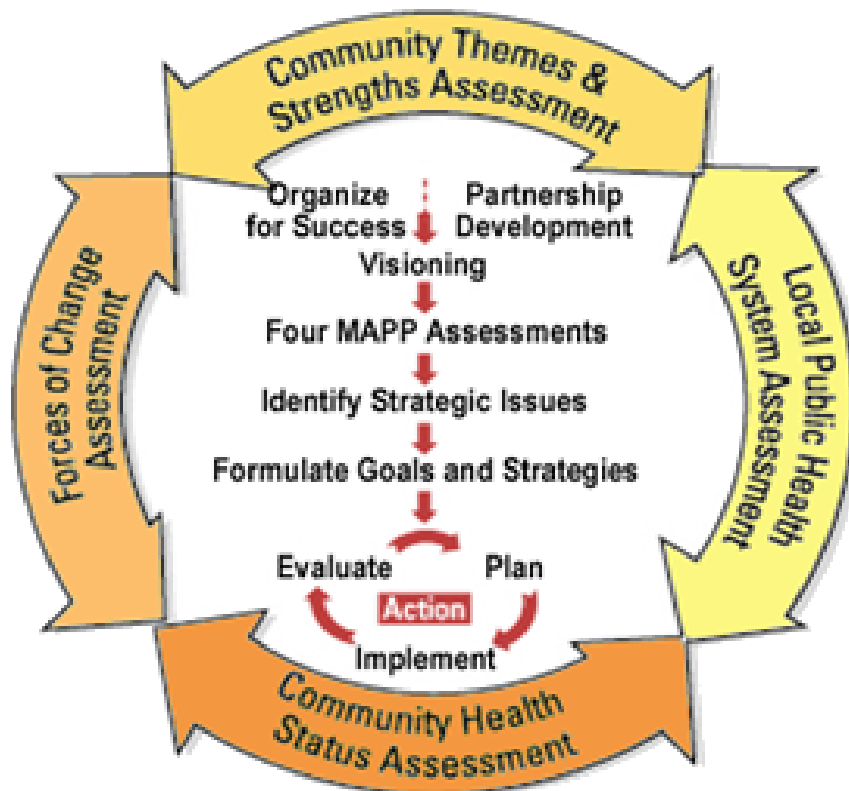 Community Themes &
Strengths Assessment
Organize
for Success
Partnership
Development
Visioning
Four MAPP Assessments
Identify Strategic Issues
Formulate Goals and Strategies
Evaluate
Plan
Action
Implement
Forces of Change
Assessment
Local Public Health
System Assessment
Community Health
Status Assessment